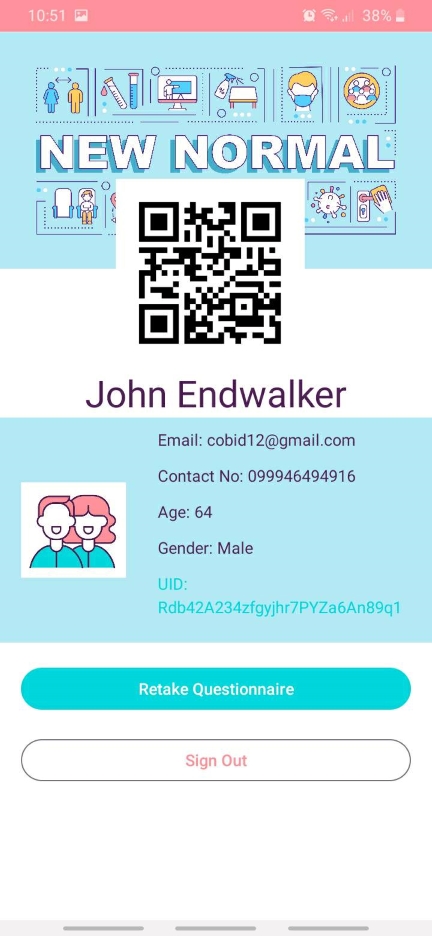 10:51
38%
NEW NORMAL
John Endwalker
Email: cobid12@gmail.com
Contact No: 099946494916
Age: 64
Gender: Male
UID:
Rdb42A234zfgyjhr7PYZa6An89q1
Retake Questionnaire
Sign Out